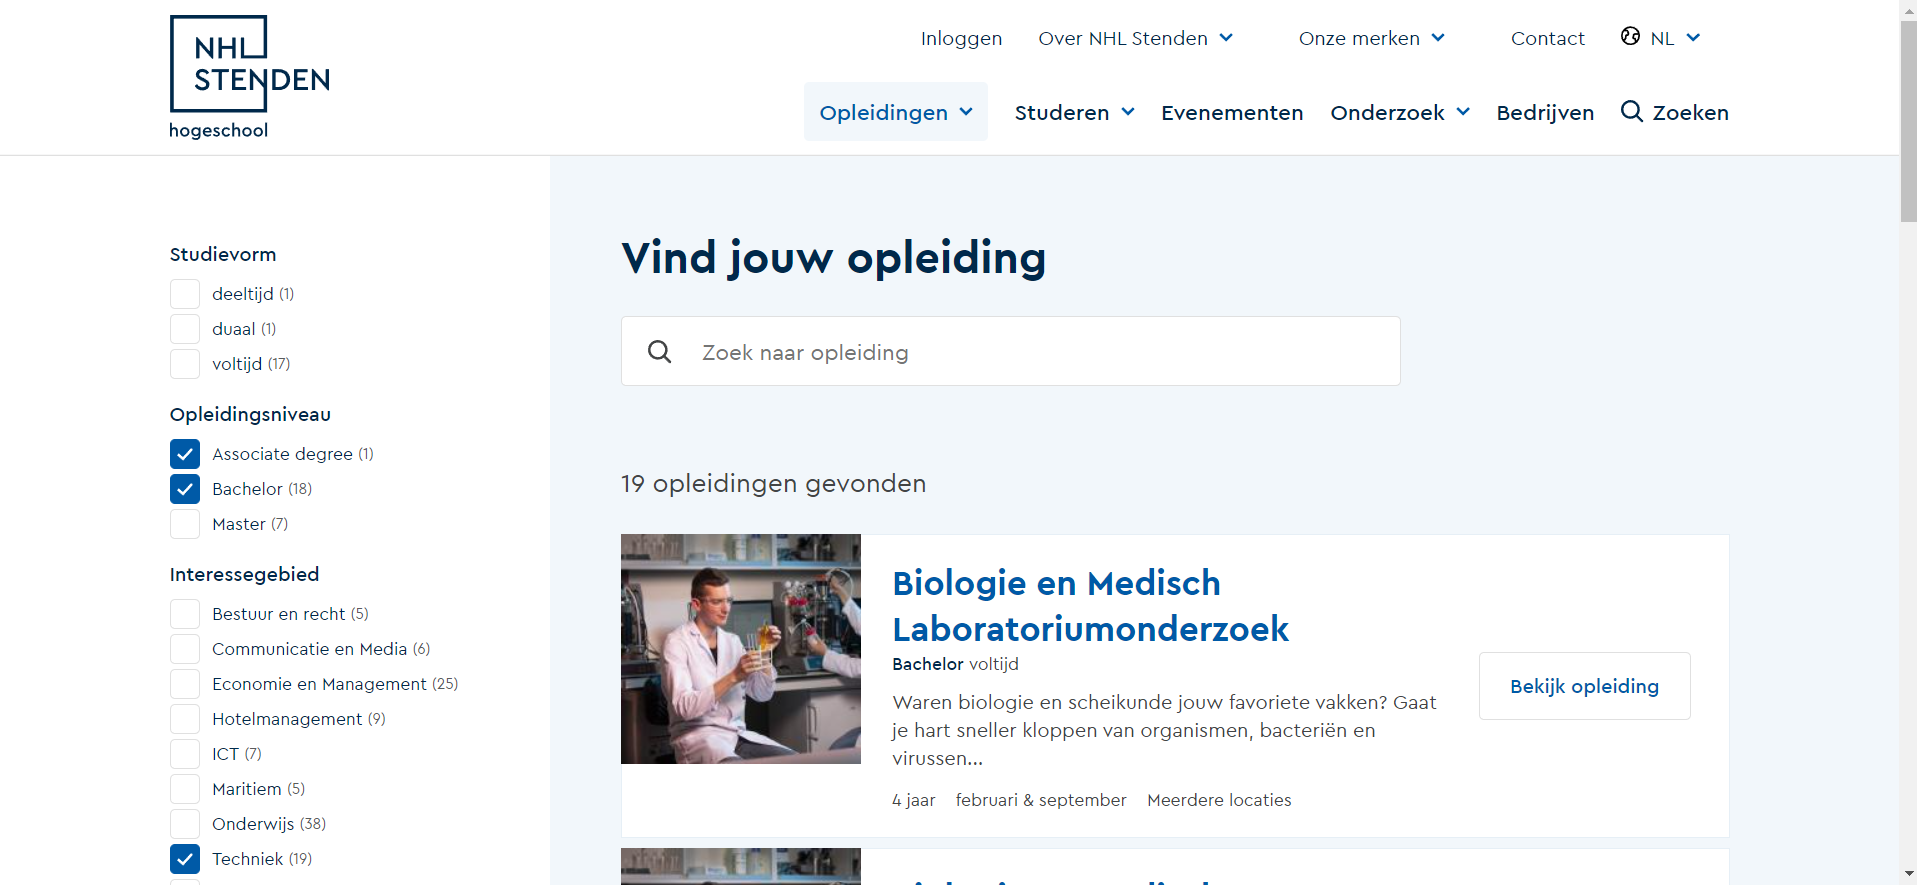 NHL
STENDEN
hogeschool
Inloggen
Over NHL Stenden
Onze merken
Contact
NL
Opleidingen
Studeren
Evenementen
Onderzoek
Bedrijven
Zoeken
Studievorm
deeltijd (1)
duaal (1)
voltijd (17)
Opleidingsniveau
Associate degree (1)
Bachelor (18)
Master (7)
Interessegebied
Bestuur en recht (5)
Communicatie en Media (6)
Economie en Management (25)
Hotelmanagement (9)
ICT (7)
Maritiem (5)
Onderwijs (38)
Techniek (19)
Vind jouw opleiding
Zoek naar opleiding
19 opleidingen gevonden
Biologie en Medisch
Laboratoriumonderzoek
Bachelor voltijd
Waren biologie en scheikunde jouw favoriete vakken? Gaat
je hart sneller kloppen van organismen, bacteriën en
virussen...
4 jaar februari & september Meerdere locaties
Bekijk opleiding